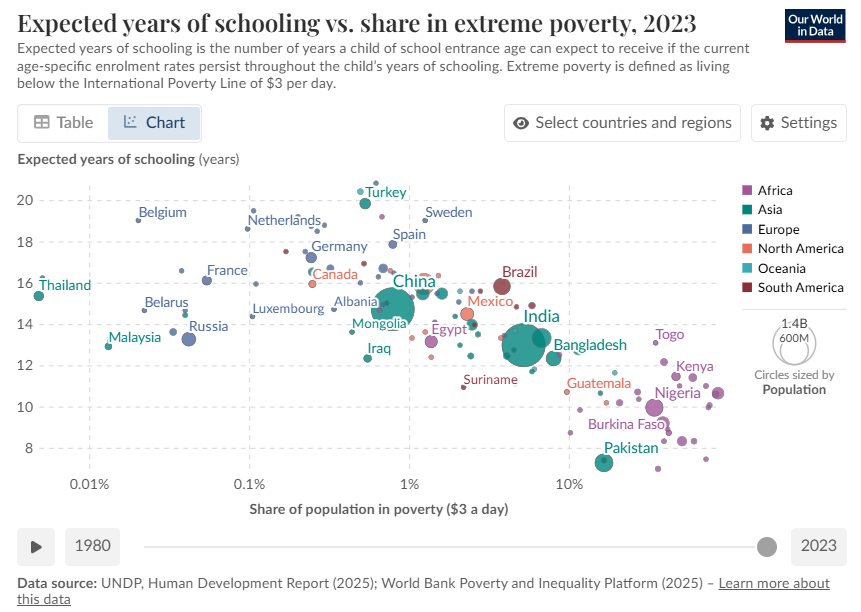 Expected years of schooling vs. share in extreme poverty, 2023
Our World
in Data
Expected years of schooling is the number of years a child of school entrance age can expect to receive if the current
age-specific enrolment rates persist throughout the child's years of schooling. Extreme poverty is defined as living
below the International Poverty Line of $3 per day.
Table
Chart
Select countries and regions
Settings
Expected years of schooling (years)
20
18
16
14
12
10
8
Turkey
Belgium
Netherlands
Sweden
Spain
Germany
France
Canada
China
Brazil
Thailand
Belarus
Luxembourg
Albania
Mexico
Russia
Mongolia
Egypt
India
Malaysia
Iraq
Bangladesh
Togo
Suriname
Guatemala
Kenya
Nigeria
Burkina Faso
Pakistan
0.01%
0.1%
1%
10%
Share of population in poverty ($3 a day)
Africa
Asia
Europe
North America
Oceania
South America
1.4B
600M
Circles sized by
Population
1980
2023
Data source: UNDP, Human Development Report (2025); World Bank Poverty and Inequality Platform (2025) – Learn more about
this data